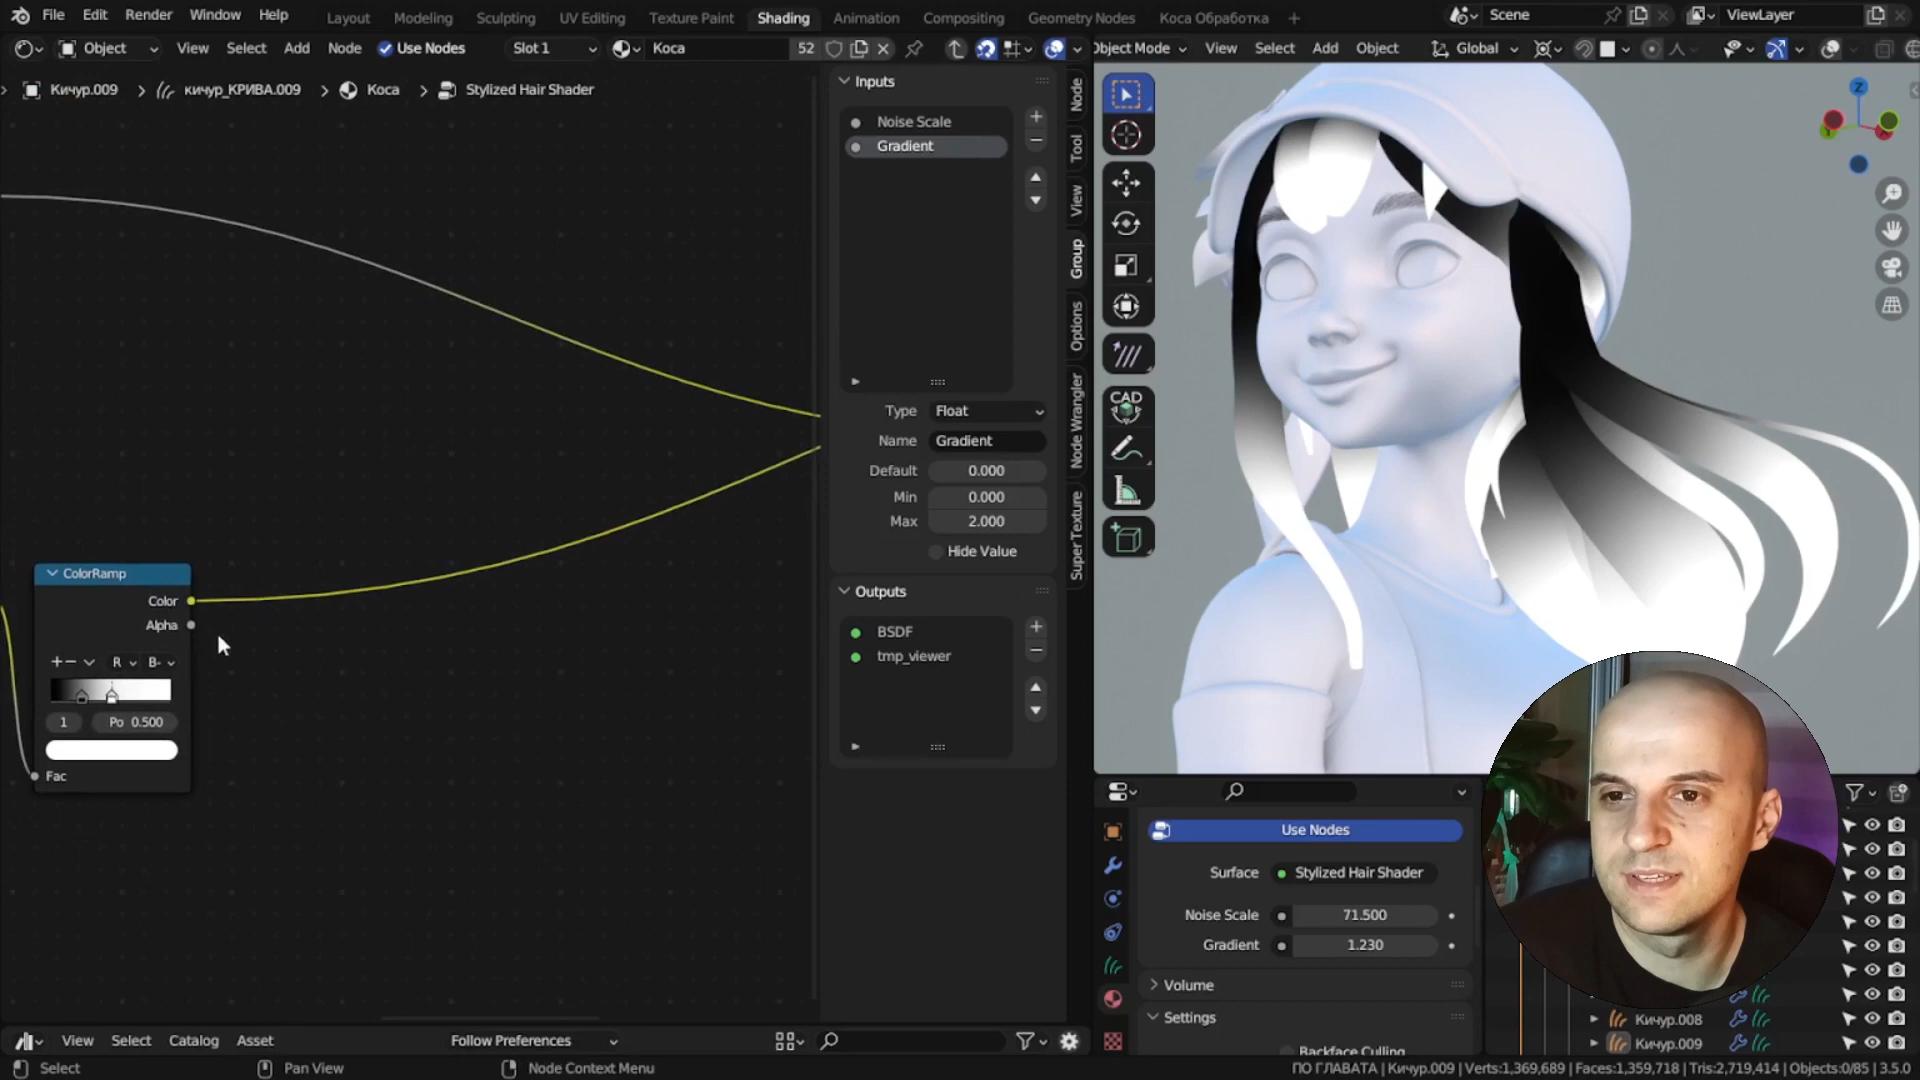 File Edit Render Window Help Layout Modeling Sculpting UV Editing Texture Paint Shading Animation Compositing Geometry Nodes Коса Обработка Scene ViewLayer
Object View Select Add Node Use Nodes Slot 1 Коса 52 Object Mode View Select Add Object Global
Кичур.009 кичур_КРИВА.009 Коса Stylized Hair Shader
Inputs
Noise Scale
Gradient
Type Float
Name Gradient
Default 0.000
Min 0.000
Max 2.000
Hide Value
Outputs
BSDF
tmp_viewer
Node
Tool
View
Group
Options
Node Wrangler
Super Texture
CAD
Z
ColorRamp
Color
Alpha
R B-
1 Po 0.500
Fac
Use Nodes
Surface Stylized Hair Shader
Noise Scale 71.500
Gradient 1.230
Volume
Settings
Backface Culling
Кичур.008
Кичур.009
View Select Catalog Asset Follow Preferences
Select Pan View Node Context Menu ПО ГЛАВАТА | Кичур.009 | Verts:1,369,689 | Faces:1,359,718 | Tris:2,719,414 | Objects:0/85 | 3.5.0